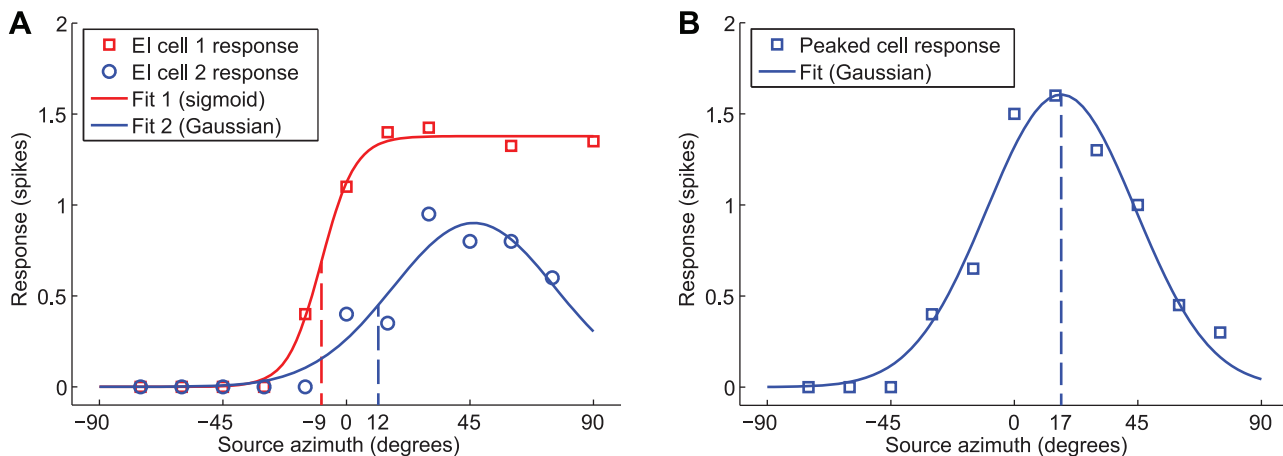 A
2
1.5
1
0.5
0
Response (spikes)
EI cell 1 response
EI cell 2 response
Fit 1 (sigmoid)
Fit 2 (Gaussian)
−90 −45 −9 0 12 45 90
Source azimuth (degrees)
B
2
1.5
1
0.5
0
Response (spikes)
Peaked cell response
Fit (Gaussian)
−90 −45 0 17 45 90
Source azimuth (degrees)